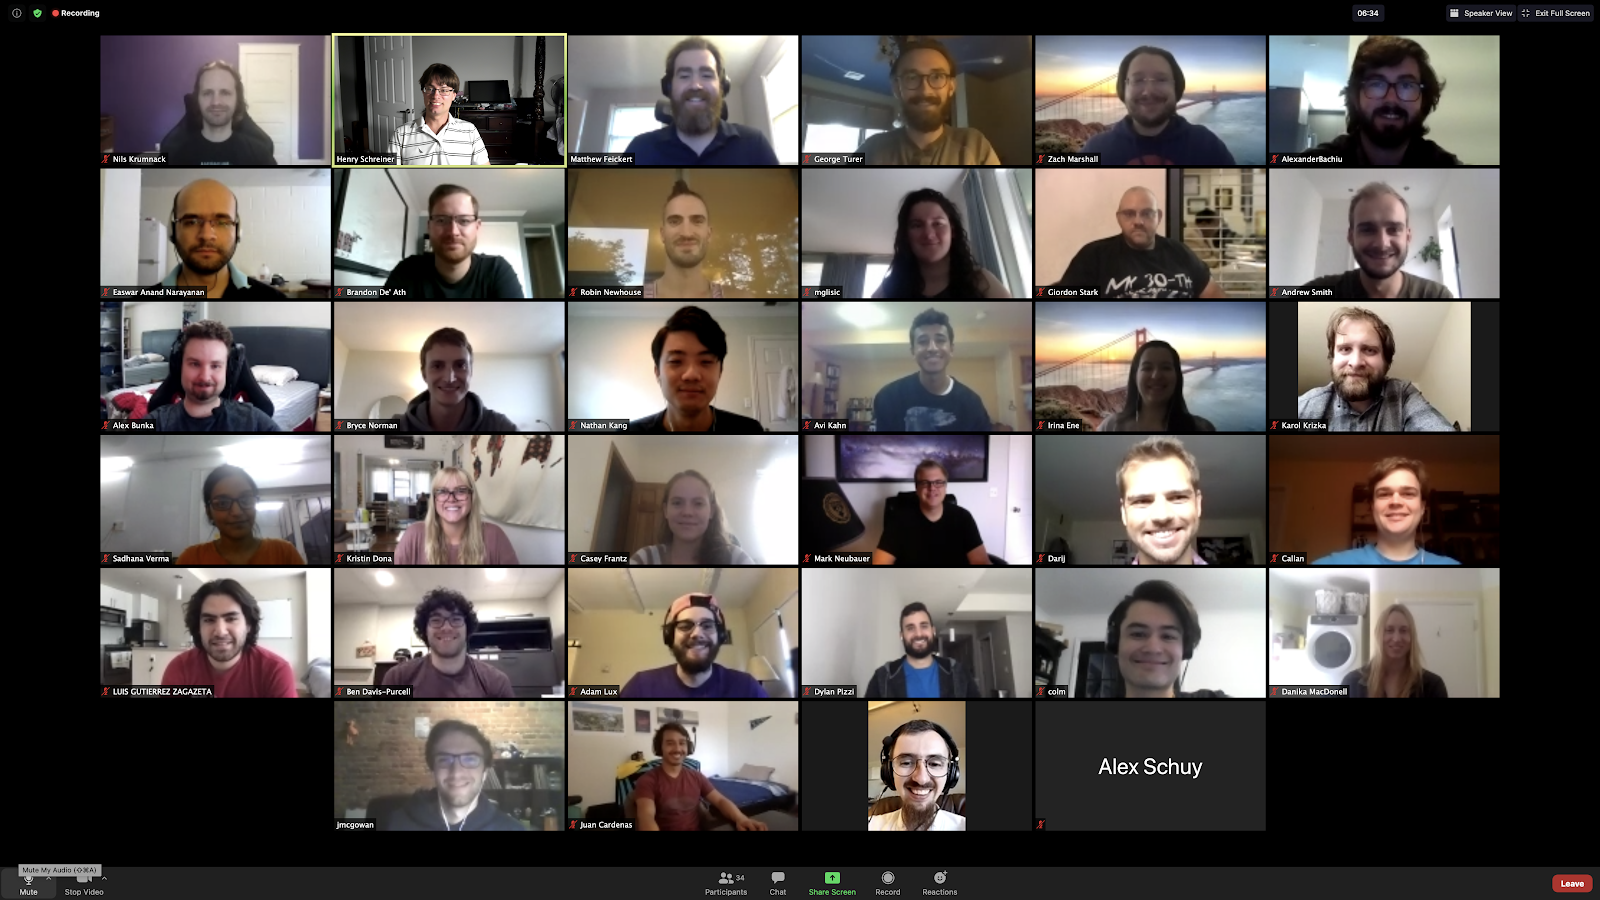 Recording
06:34
Speaker View
Exit Full Screen
Nils Krumnack
Henry Schreiner
Matthew Feickert
George Turer
Zach Marshall
AlexanderBachiu
Easwar Anand Narayanan
Brandon De' Ath
Robin Newhouse
mglisic
Giordon Stark
MY 30-TH
Andrew Smith
Alex Bunka
Bryce Norman
Nathan Kang
Avi Kahn
Irina Ene
Karol Krizka
Sadhana Verma
Kristin Dona
Casey Frantz
Mark Neubauer
Darij
Callan
LUIS GUTIERREZ ZAGAZETA
Ben Davis-Purcell
Adam Lux
Dylan Pizzi
colm
Danika MacDonell
jmcgowan
Juan Cardenas
Alex Schuy
Mute My Audio (⇧⌘A)
Mute
Stop Video
Participants
34
Chat
Share Screen
Record
Reactions
Leave